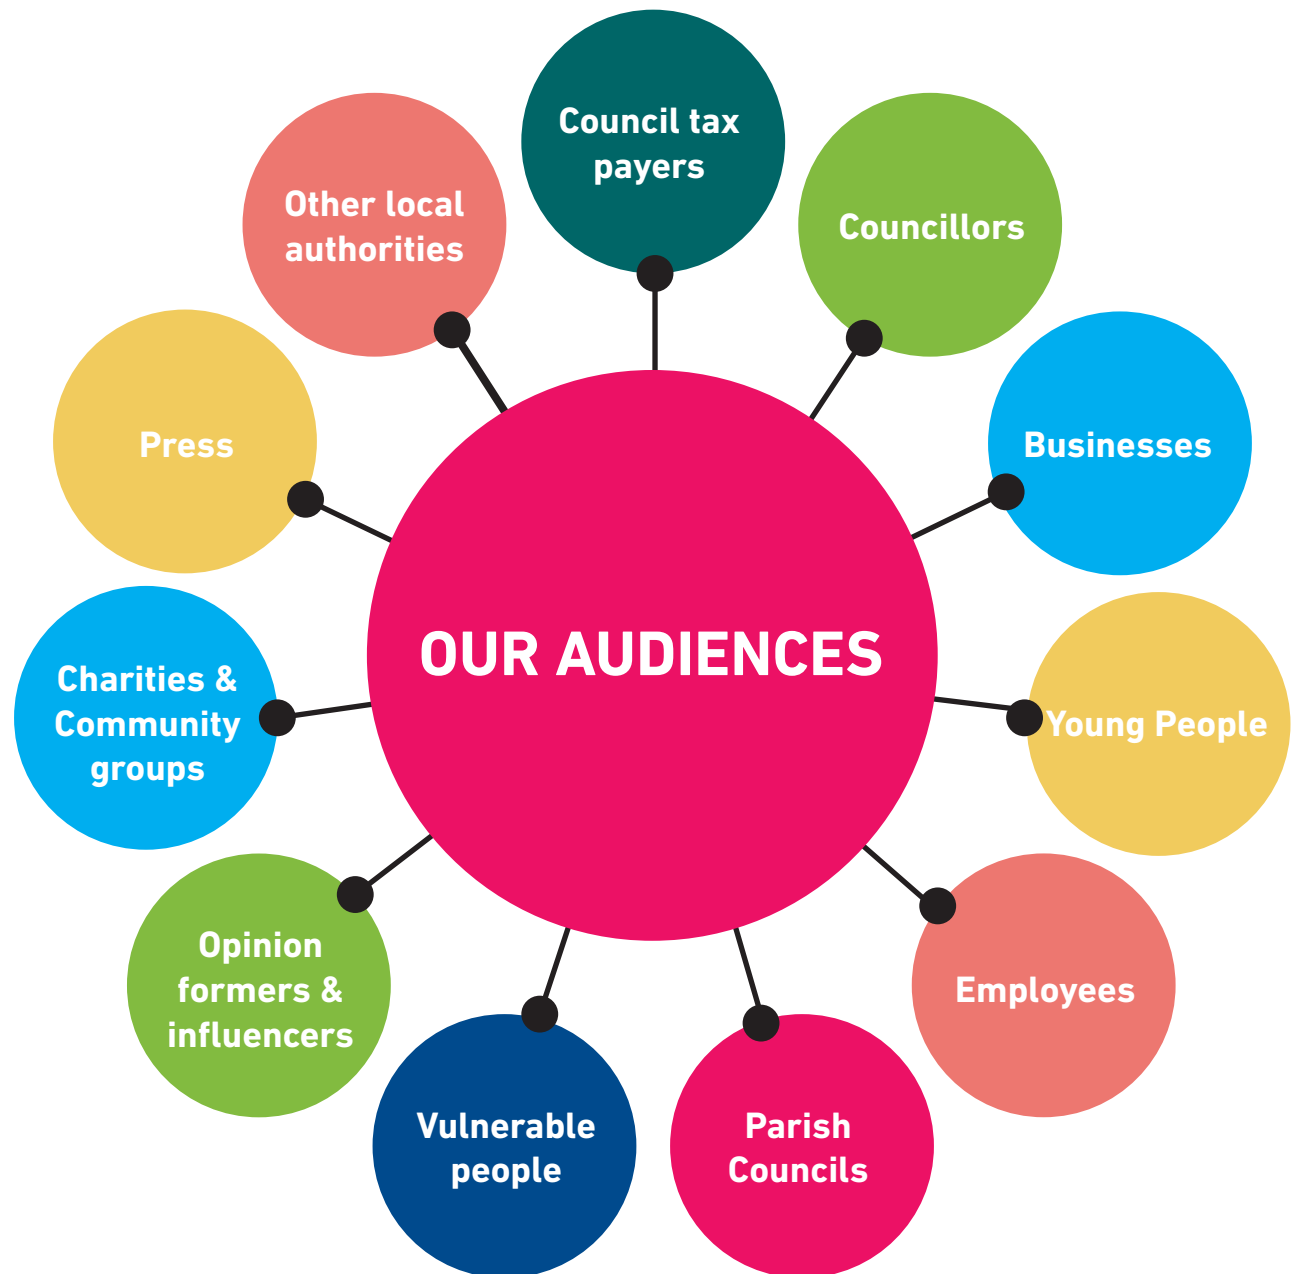 Council tax
payers
Councillors
Businesses
Young People
Employees
Parish
Councils
Vulnerable
people
Opinion
formers &
influencers
Charities &
Community
groups
Press
Other local
authorities
OUR AUDIENCES